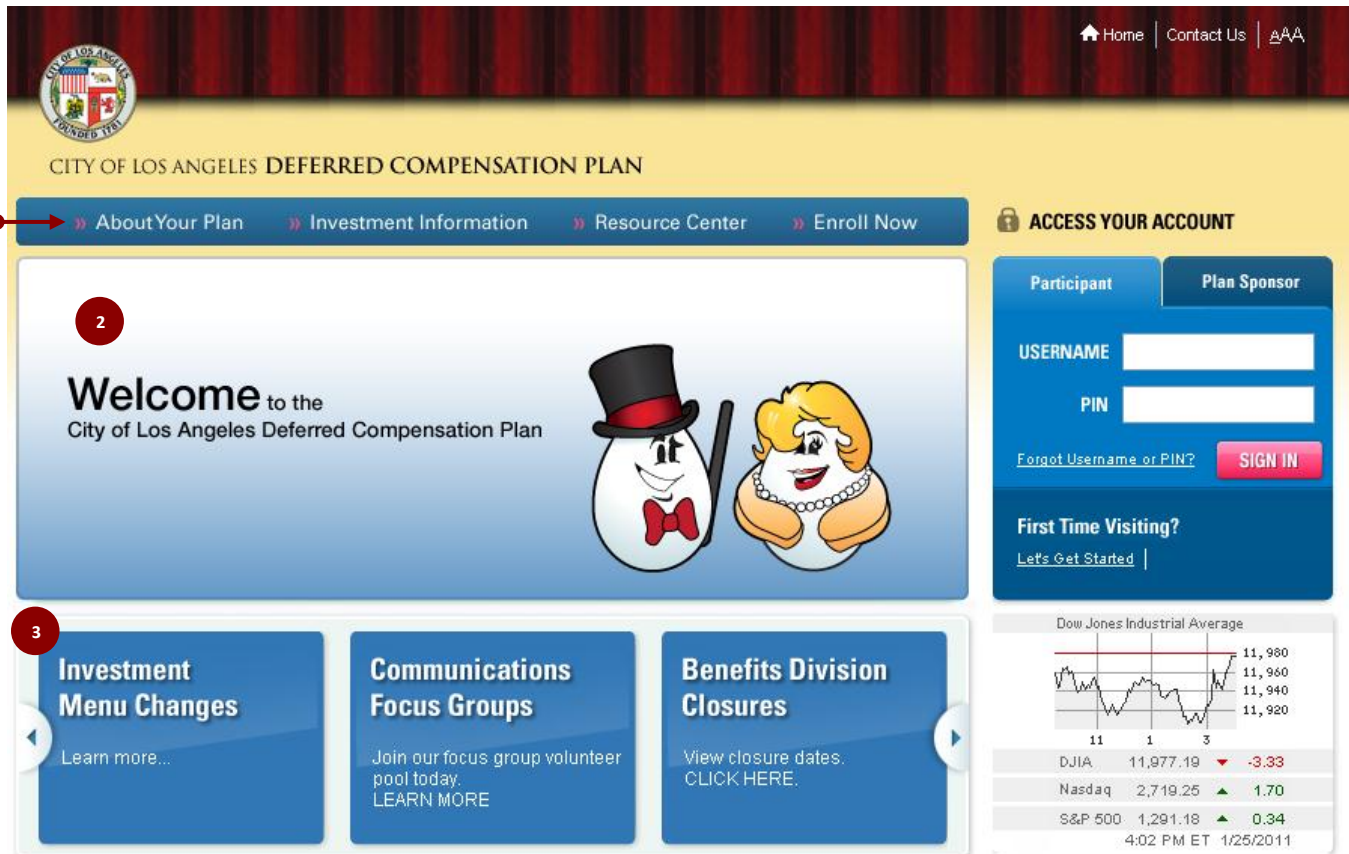 Home | Contact Us | AAA
CITY OF LOS ANGELES
FOUNDED 1781
CITY OF LOS ANGELES DEFERRED COMPENSATION PLAN
» About Your Plan » Investment Information » Resource Center » Enroll Now
2
Welcome to the
City of Los Angeles Deferred Compensation Plan
ACCESS YOUR ACCOUNT
Participant Plan Sponsor
USERNAME
PIN
Forgot Username or PIN? SIGN IN
First Time Visiting?
Let's Get Started |
3
Investment
Menu Changes
Learn more...
Communications
Focus Groups
Join our focus group volunteer
pool today.
LEARN MORE
Benefits Division
Closures
View closure dates.
CLICK HERE.
Dow Jones Industrial Average
11,980
11,960
11,940
11,920
11 1 3
DJIA 11,977.19 ▼ -3.33
Nasdaq 2,719.25 ▲ 1.70
S&P 500 1,291.18 ▲ 0.34
4:02 PM ET 1/25/2011